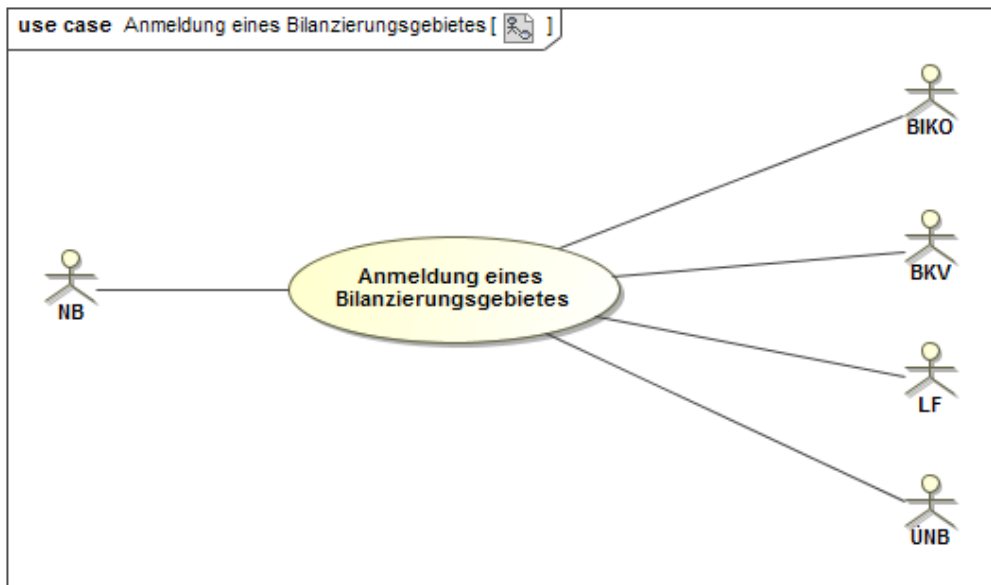 use case Anmeldung eines Bilanzierungsgebietes [ ]
BIKO
BKV
NB
Anmeldung eines
Bilanzierungsgebietes
LF
ÜNB